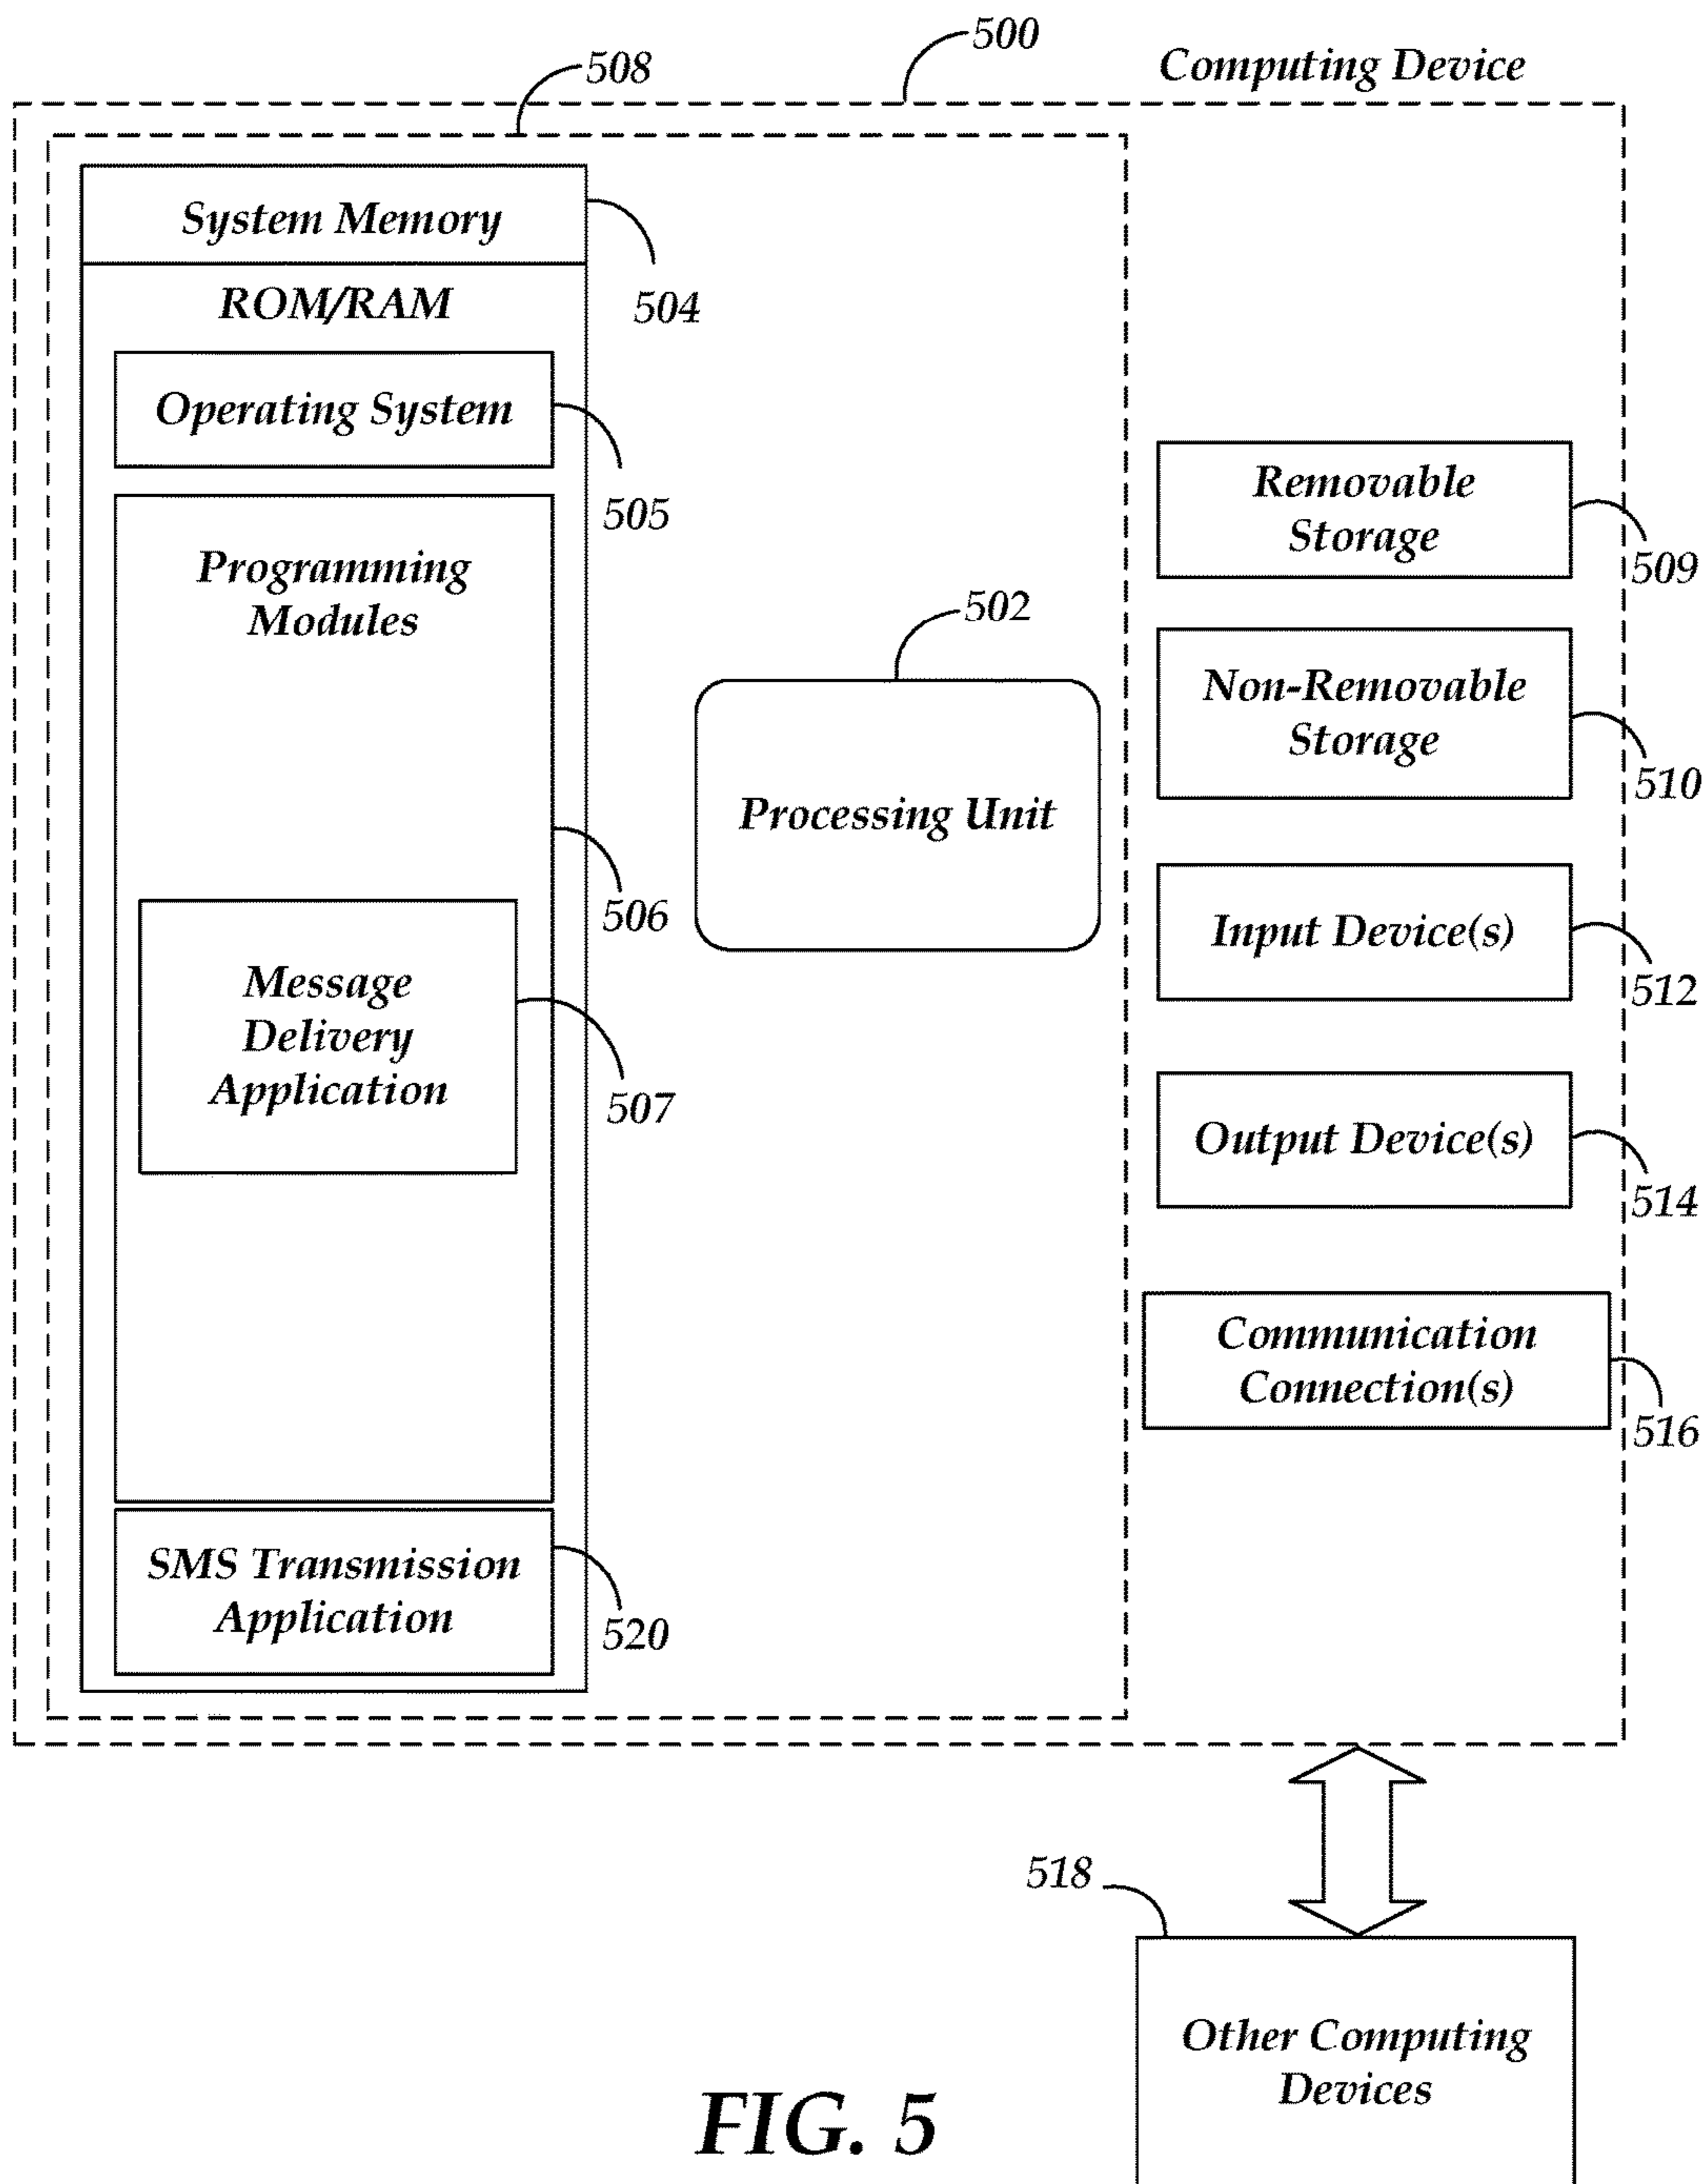 500
Computing Device
508
System Memory
504
ROM/RAM
Operating System
505
Programming
Modules
506
Message
Delivery
Application
507
SMS Transmission
Application
520
502
Processing Unit
Removable
Storage
509
Non-Removable
Storage
510
Input Device(s)
512
Output Device(s)
514
Communication
Connection(s)
516
518
Other Computing
Devices
FIG. 5